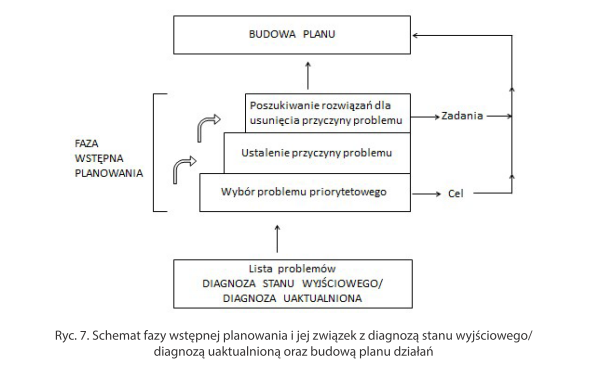 BUDOWA PLANU
Poszukiwanie rozwiązań dla
usunięcia przyczyny problemu
Zadania
FAZA
WSTĘPNA
PLANOWANIA
Ustalenie przyczyny problemu
Wybór problemu priorytetowego
Cel
Lista problemów
DIAGNOZA STANU WYJŚCIOWEGO/
DIAGNOZA UAKTUALNIONA
Ryc. 7. Schemat fazy wstępnej planowania i jej związek z diagnozą stanu wyjściowego/
diagnozą uaktualnioną oraz budową planu działań